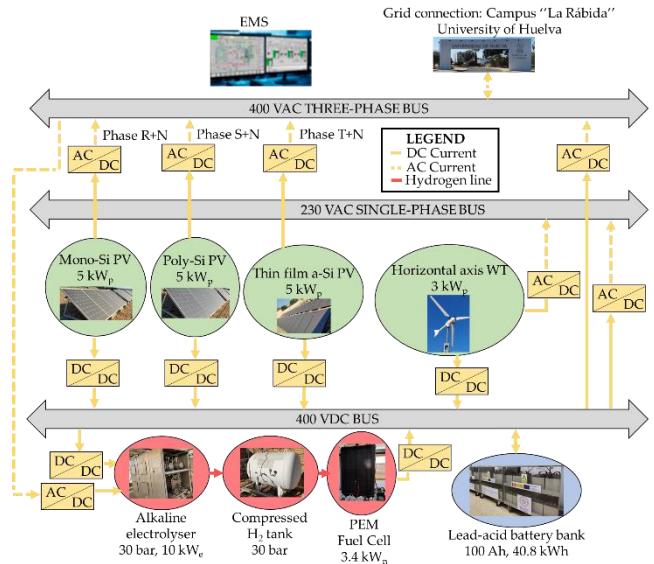 EMS
Grid connection: Campus "La Rábida"
University of Huelva
400 VAC THREE-PHASE BUS
Phase R+N
Phase S+N
Phase T+N
AC
DC
AC
DC
AC
DC
AC
DC
LEGEND
DC Current
AC Current
Hydrogen line
230 VAC SINGLE-PHASE BUS
Mono-Si PV
5 kWp
Poly-Si PV
5 kWp
Thin film a-Si PV
5 kWp
Horizontal axis WT
3 kWp
AC
DC
AC
DC
DC
DC
DC
DC
DC
DC
DC
DC
400 VDC BUS
DC
DC
AC
DC
DC
DC
Alkaline
electrolyser
30 bar, 10 kWe
Compressed
H2 tank
30 bar
PEM
Fuel Cell
3.4 kWp
Lead-acid battery bank
100 Ah, 40.8 kWh